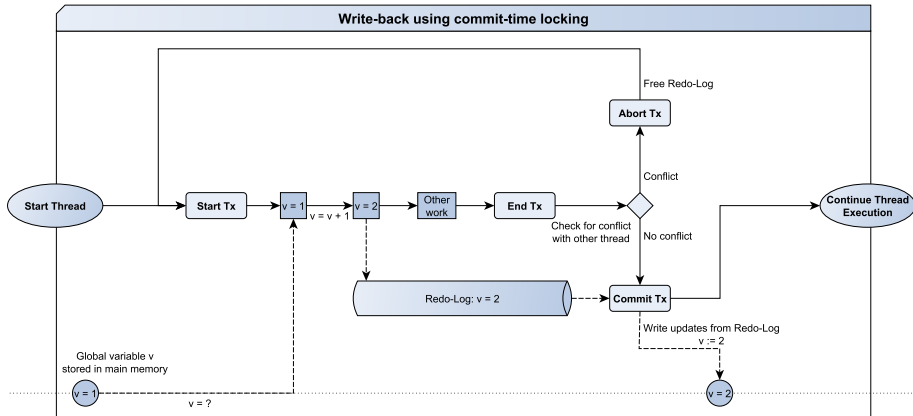 Write-back using commit-time locking
Free Redo-Log
Abort Tx
Conflict
Start Thread
Start Tx
v = 1
v = v + 1
v = 2
Other
work
End Tx
Check for conflict
with other thread
No conflict
Continue Thread
Execution
Redo-Log: v = 2
Commit Tx
Write updates from Redo-Log
v := 2
Global variable v
stored in main memory
v = 1
v = ?
v = 2